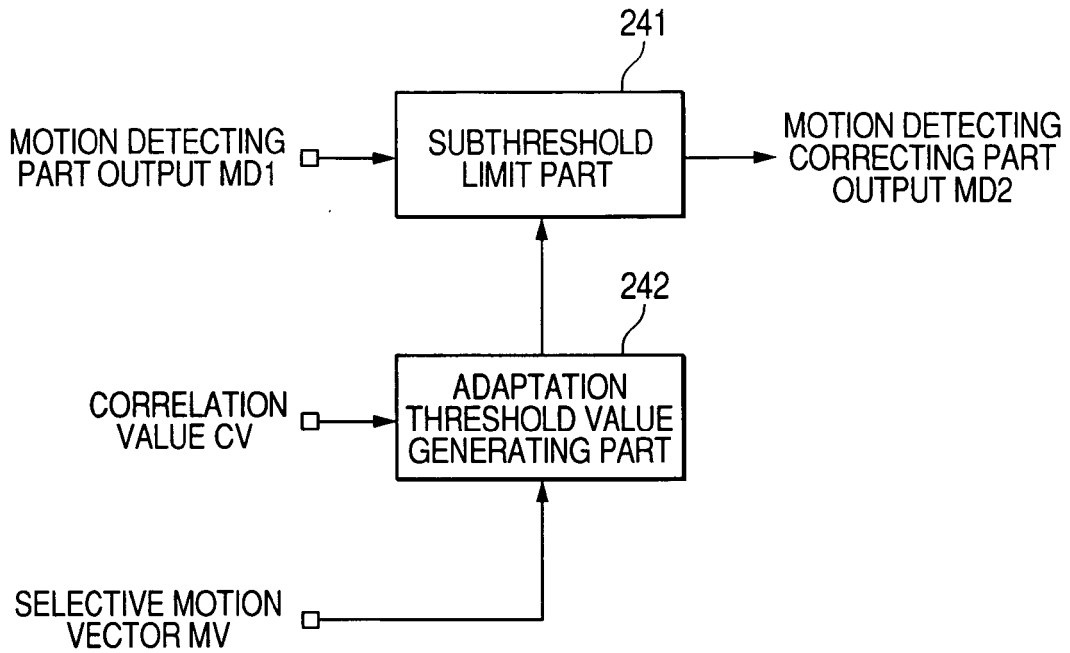 241
MOTION DETECTING
PART OUTPUT MD1
SUBTHRESHOLD
LIMIT PART
MOTION DETECTING
CORRECTING PART
OUTPUT MD2
242
CORRELATION
VALUE CV
ADAPTATION
THRESHOLD VALUE
GENERATING PART
SELECTIVE MOTION
VECTOR MV